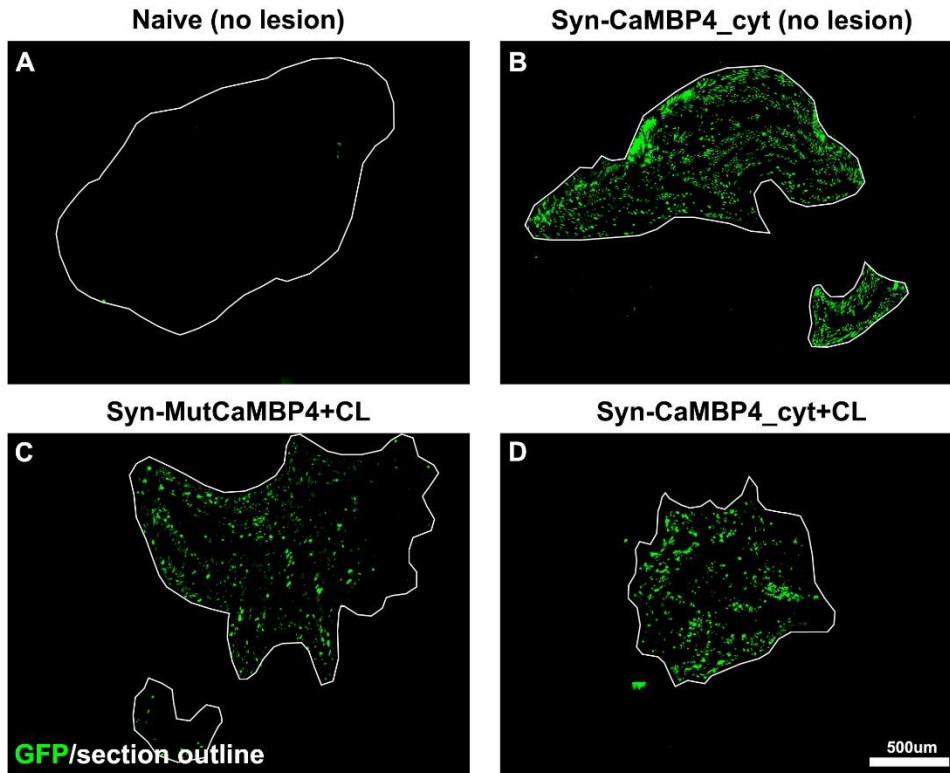 Naive (no lesion)
Syn-CaMBP4_cyt (no lesion)
A
B
Syn-MutCaMBP4+CL
Syn-CaMBP4_cyt+CL
C
D
GFP/section outline
500um